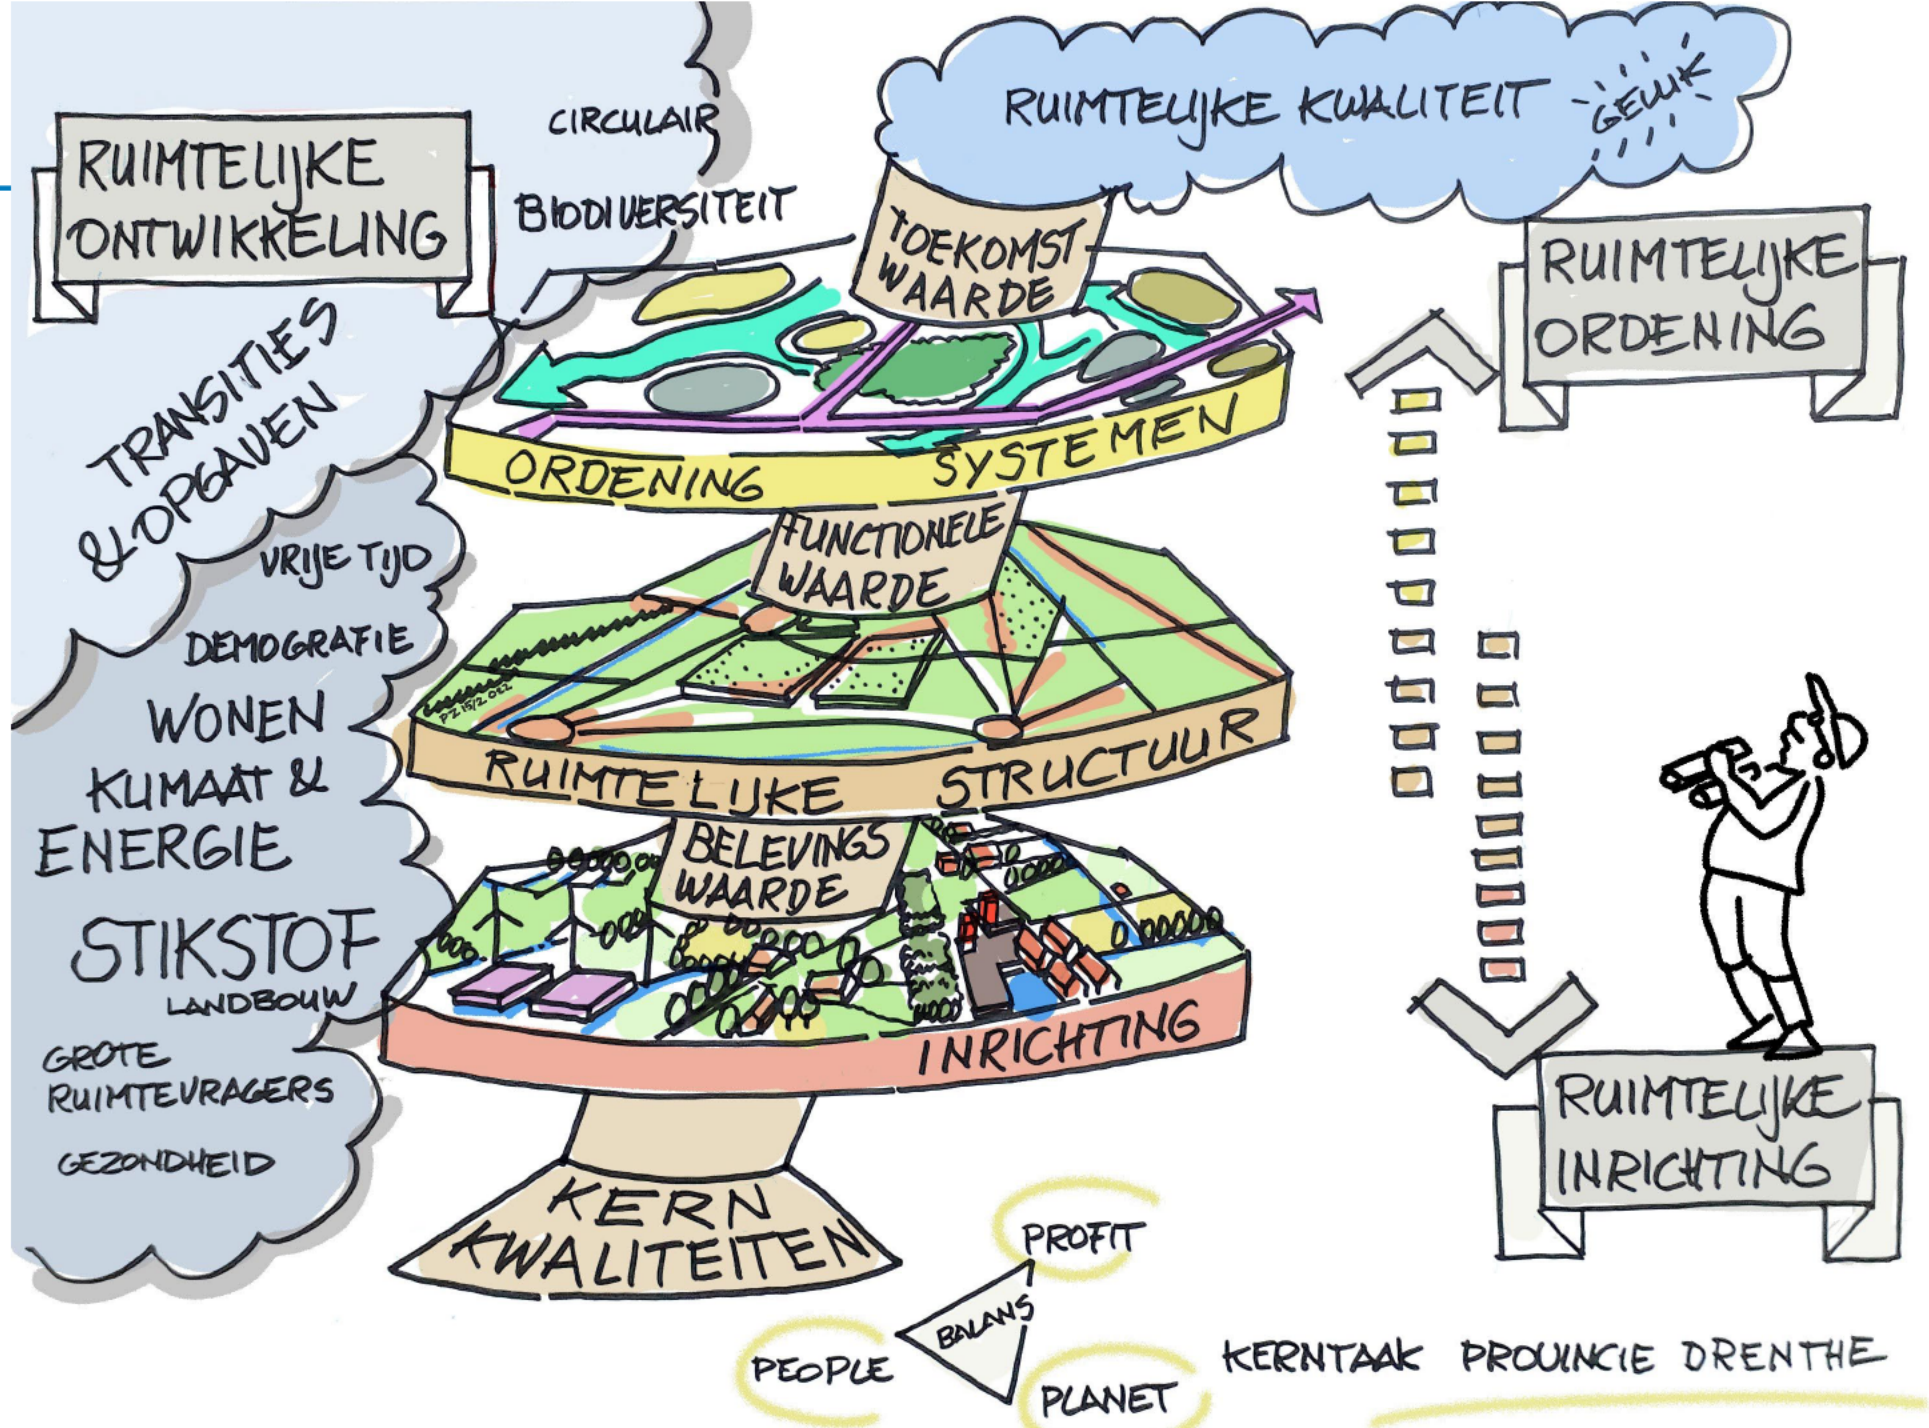 RUIMTELIJKE
ONTWIKKELING
CIRCULAIR
BIODIVERSITEIT
TRANSITIES
& OPGAVEN
VRIJE TIJD
DEMOGRAFIE
WONEN
KLIMAAT &
ENERGIE
STIKSTOF
LANDBOUW
GROTE
RUIMTEVRAGERS
GEZONDHEID
RUIMTELIJKE KWALITEIT
GELUK
TOEKOMST
WAARDE
ORDENING SYSTEMEN
FUNCTIONELE
WAARDE
RUIMTELIJKE STRUCTUUR
BELEVINGS
WAARDE
INRICHTING
KERN
KWALITEITEN
RUIMTELIJKE
ORDENING
RUIMTELIJKE
INRICHTING
PROFIT
BALANS
PEOPLE
PLANET
KERNTAAK PROVINCIE DRENTHE